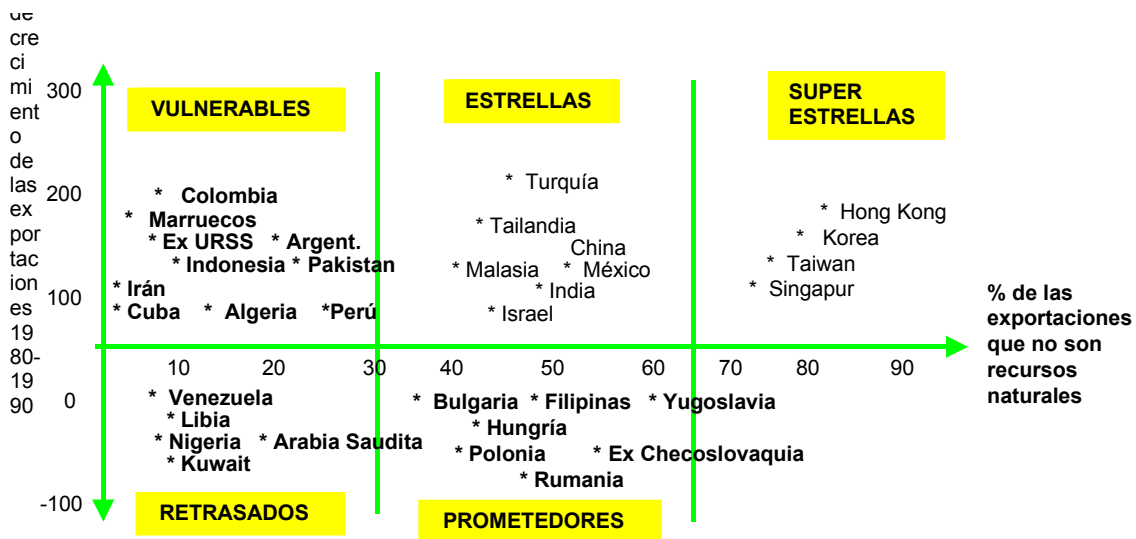 de
cre
ci
mi
ent
o
de
las
ex
por
tac
ion
es
19
80-
19
90
300
200
100
0
-100
VULNERABLES
ESTRELLAS
SUPER
ESTRELLAS
* Colombia
* Marruecos
* Ex URSS * Argent.
* Indonesia * Pakistan
* Irán
* Cuba * Algeria *Perú
* Turquía
* Tailandia
China
* Malasia * México
* India
* Israel
* Hong Kong
* Korea
* Taiwan
* Singapur
% de las
exportaciones
que no son
recursos
naturales
10 20 30 40 50 60 70 80 90
* Venezuela
* Libia
* Nigeria * Arabia Saudita
* Kuwait
* Bulgaria * Filipinas * Yugoslavia
* Hungría
* Polonia * Ex Checoslovaquia
* Rumania
RETRASADOS
PROMETEDORES